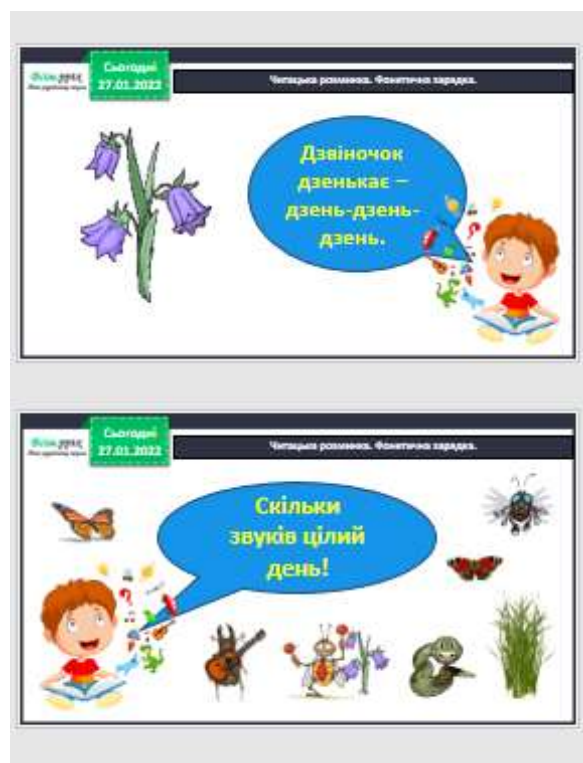 Сьогодні
27.01.2022
Читацька розминка. Фонетична зарядка.
Дзвіночок
дзенькає –
дзень-дзень-
дзень.
Сьогодні
27.01.2022
Читацька розминка. Фонетична зарядка.
Скільки
звуків цілий
день!